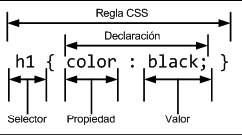 Regla CSS
Declaración
h1 { color : black; }
Selector Propiedad Valor